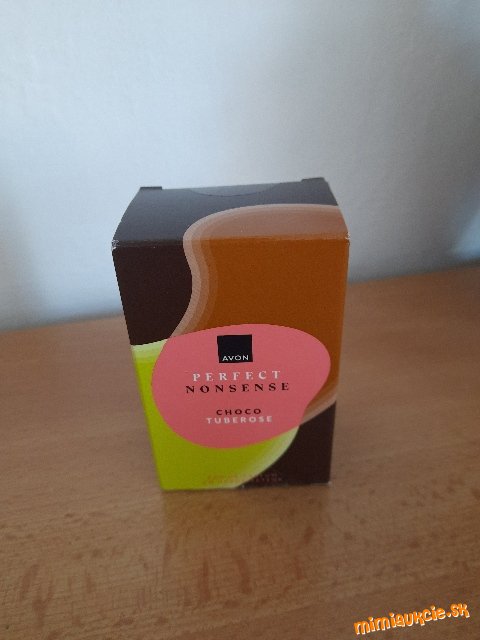 AVON
PERFECT
NONSENSE
CHOCO
TUBEROSE
mimiaukcie.sk